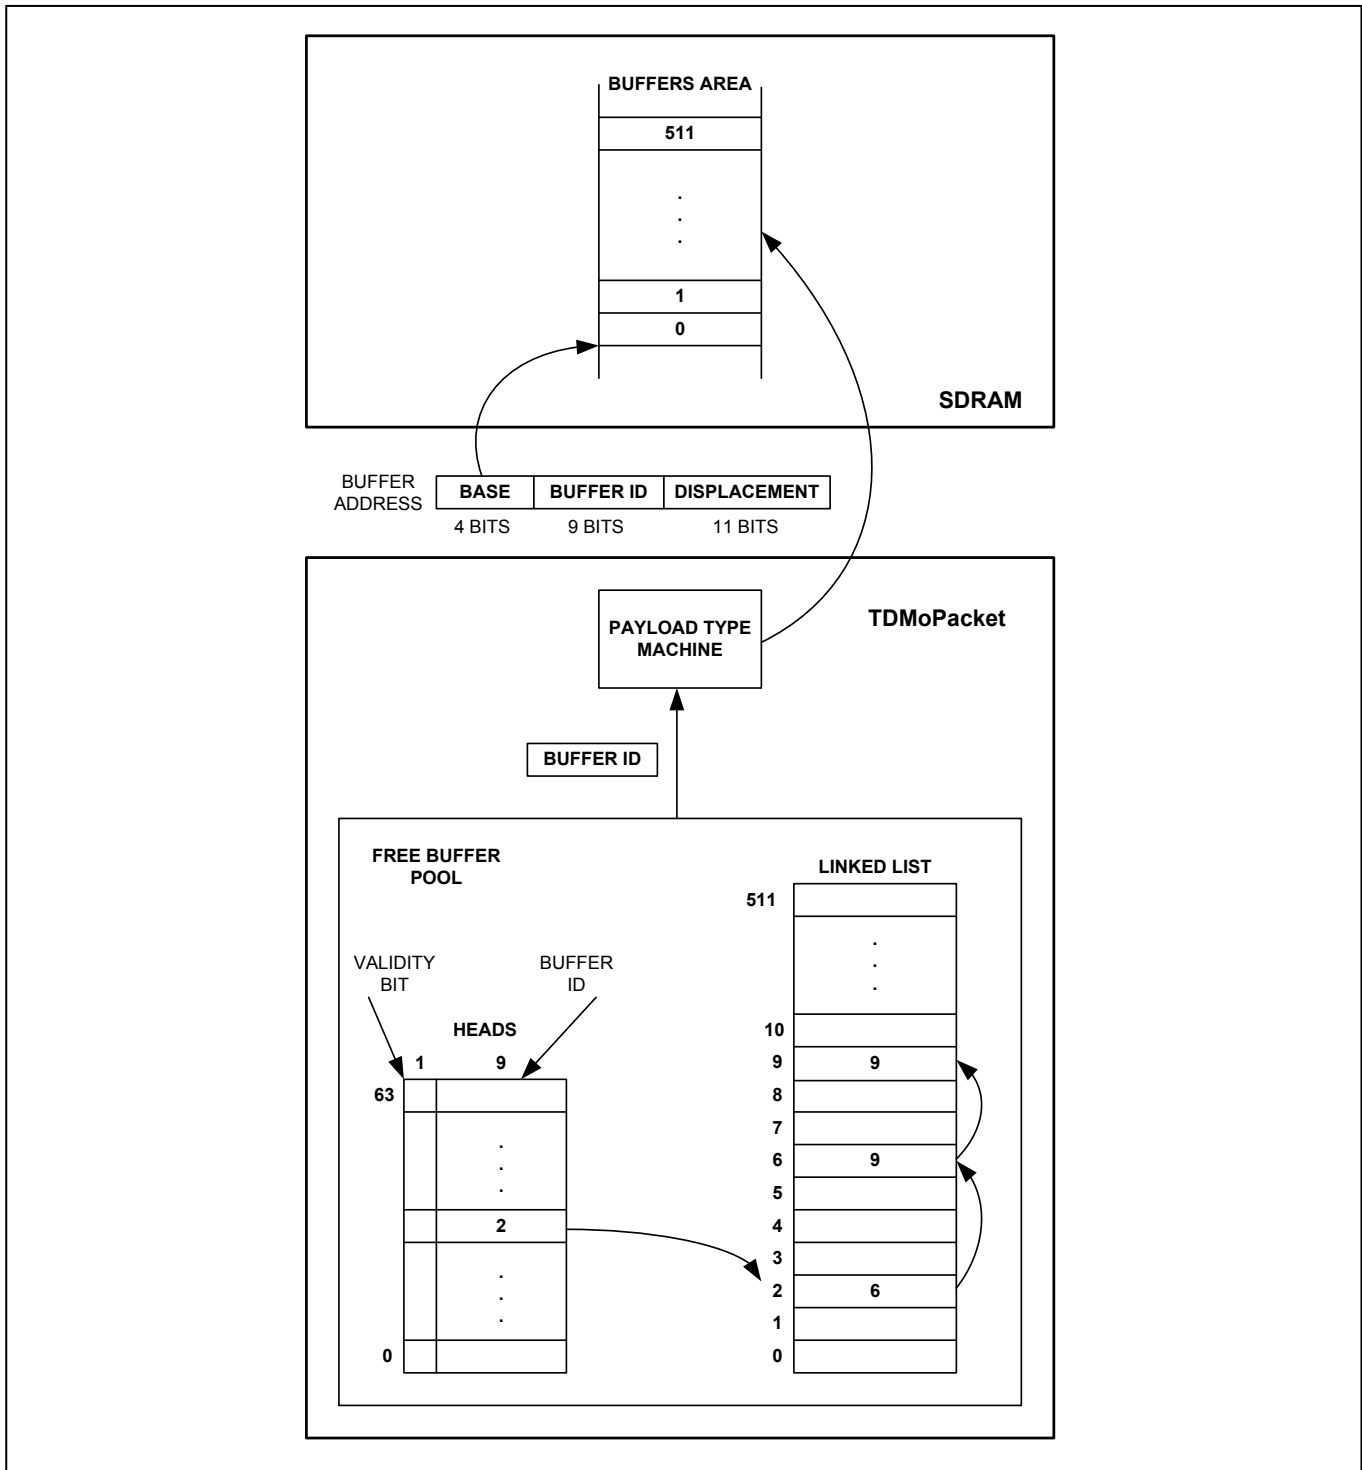 BUFFERS AREA
511
.
.
.
1
0
SDRAM
BUFFER
ADDRESS
BASE BUFFER ID DISPLACEMENT
4 BITS 9 BITS 11 BITS
TDMoPacket
PAYLOAD TYPE
MACHINE
BUFFER ID
FREE BUFFER
POOL
VALIDITY
BIT
BUFFER
ID
HEADS
1 9
63
.
.
.
2
.
.
.
0
LINKED LIST
511
.
.
.
10
9 9
8
7
6 9
5
4
3
2 6
1
0